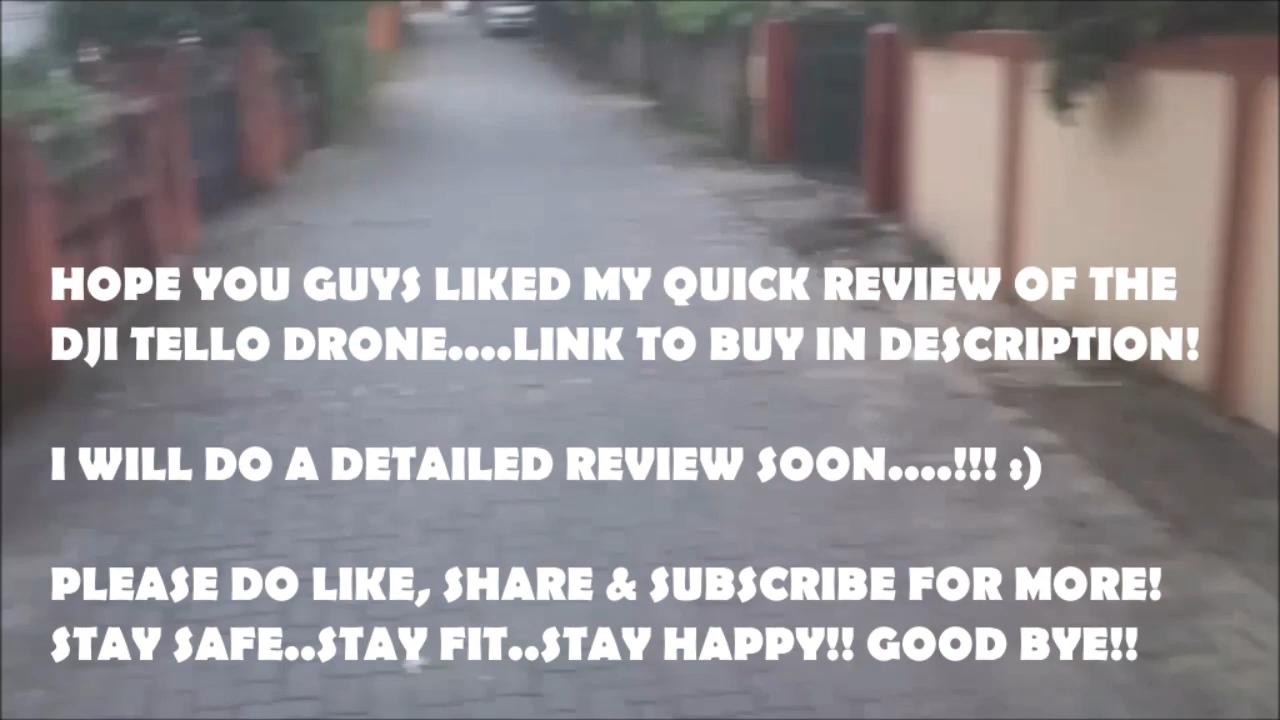 HOPE YOU GUYS LIKED MY QUICK REVIEW OF THE
DJI TELLO DRONE....LINK TO BUY IN DESCRIPTION!
I WILL DO A DETAILED REVIEW SOON....!!! :)
PLEASE DO LIKE, SHARE & SUBSCRIBE FOR MORE!
STAY SAFE..STAY FIT..STAY HAPPY!! GOOD BYE!!